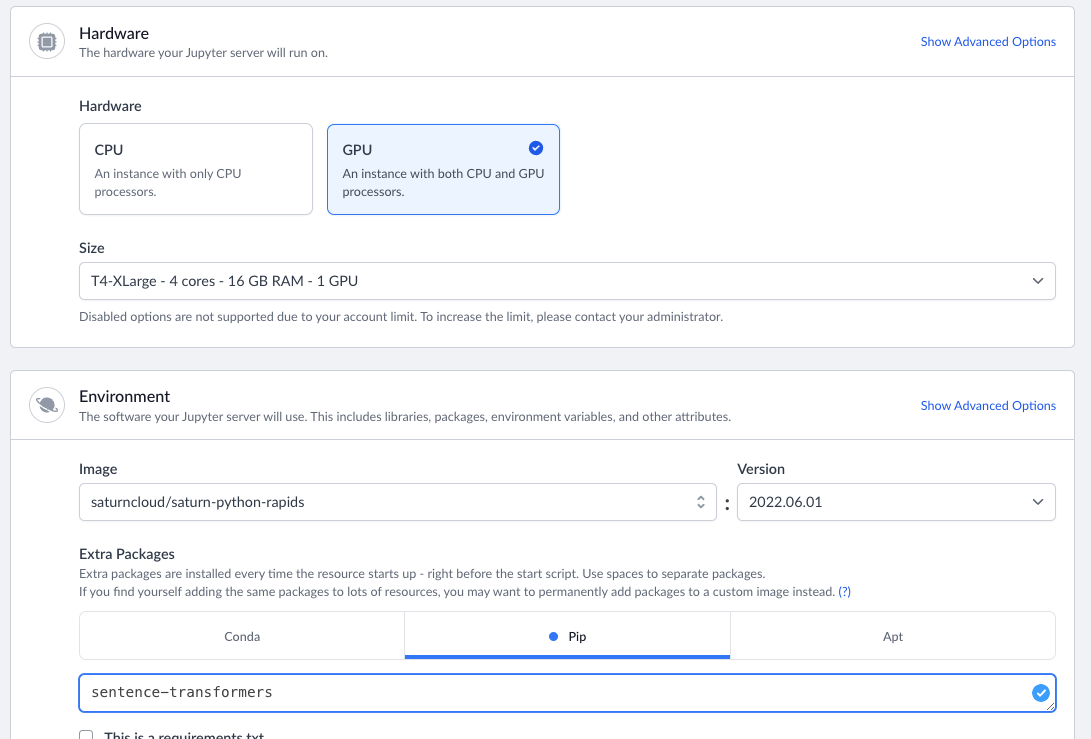 Hardware
The hardware your Jupyter server will run on.
Show Advanced Options
Hardware
CPU
An instance with only CPU
processors.
GPU
An instance with both CPU and GPU
processors.
Size
T4-XLarge - 4 cores - 16 GB RAM - 1 GPU
Disabled options are not supported due to your account limit. To increase the limit, please contact your administrator.
Environment
The software your Jupyter server will use. This includes libraries, packages, environment variables, and other attributes.
Show Advanced Options
Image
Version
saturncloud/saturn-python-rapids
:
2022.06.01
Extra Packages
Extra packages are installed every time the resource starts up - right before the start script. Use spaces to separate packages.
If you find yourself adding the same packages to lots of resources, you may want to permanently add packages to a custom image instead. (?)
Conda
Pip
Apt
sentence-transformers
This is a requirements.txt